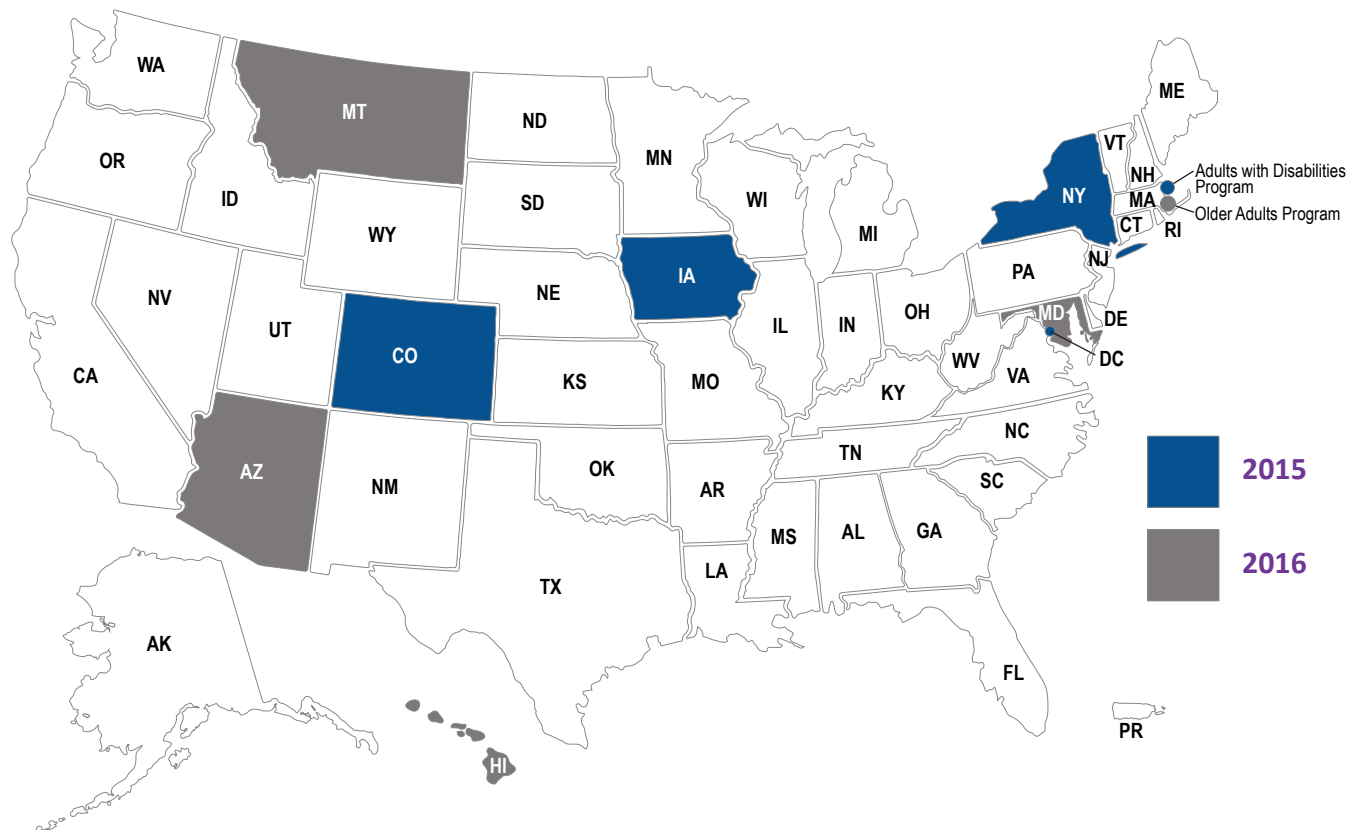 WA
MT
ND
MN
ME
OR
ID
SD
WI
MI
NY
VT
NH
Adults with Disabilities
Program
MA
Older Adults Program
CT
RI
WY
IA
NE
PA
NJ
NV
UT
CO
IL
IN
OH
MD
DE
DC
CA
KS
MO
WV
VA
KY
AZ
NM
OK
AR
TN
NC
SC
MS
AL
GA
LA
TX
2015
2016
AK
HI
FL
PR